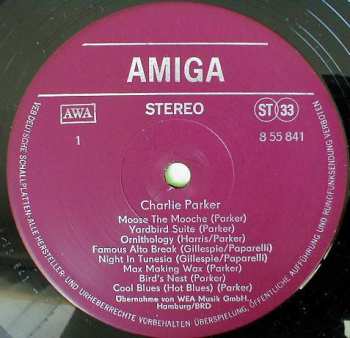 AMIGA
AWA
STEREO
ST 33
1
8 55 841
Charlie Parker
Moose The Mooche (Parker)
Yardbird Suite (Parker)
Ornithology (Harris/Parker)
Famous Alto Break (Gillespie/Paparelli)
Night In Tunesia (Gillespie/Paparelli)
Max Making Wax (Parker)
Bird's Nest (Parker)
Cool Blues (Hot Blues) (Parker)
Übernahme von WEA Musik GmbH.,
Hamburg/BRD
VEB DEUTSCHE SCHALLPLATTEN · ALLE HERSTELLER- UND URHEBERRECHTE VORBEHALTEN ÜBERSPIELUNG, ÖFFENTLICHE AUFFÜHRUNG UND RUNDFUNKSENDUNG VERBOTEN